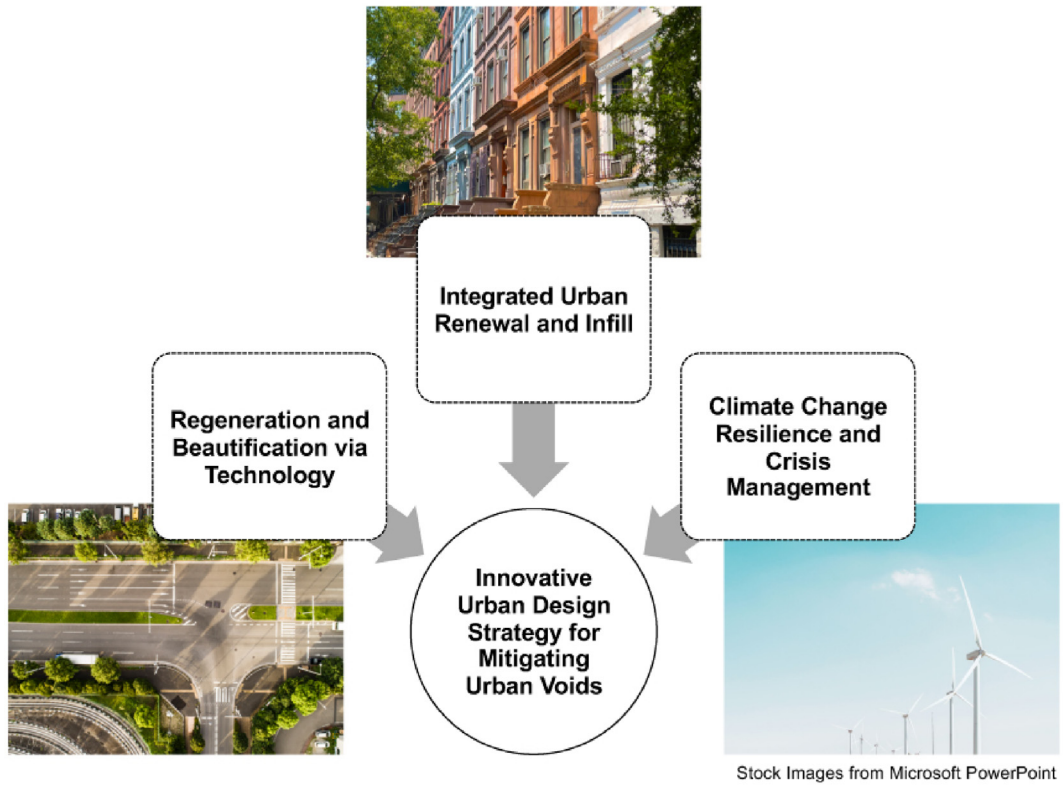 Integrated Urban
Renewal and Infill
Regeneration and
Beautification via
Technology
Climate Change
Resilience and
Crisis
Management
Innovative
Urban Design
Strategy for
Mitigating
Urban Voids
Stock Images from Microsoft PowerPoint